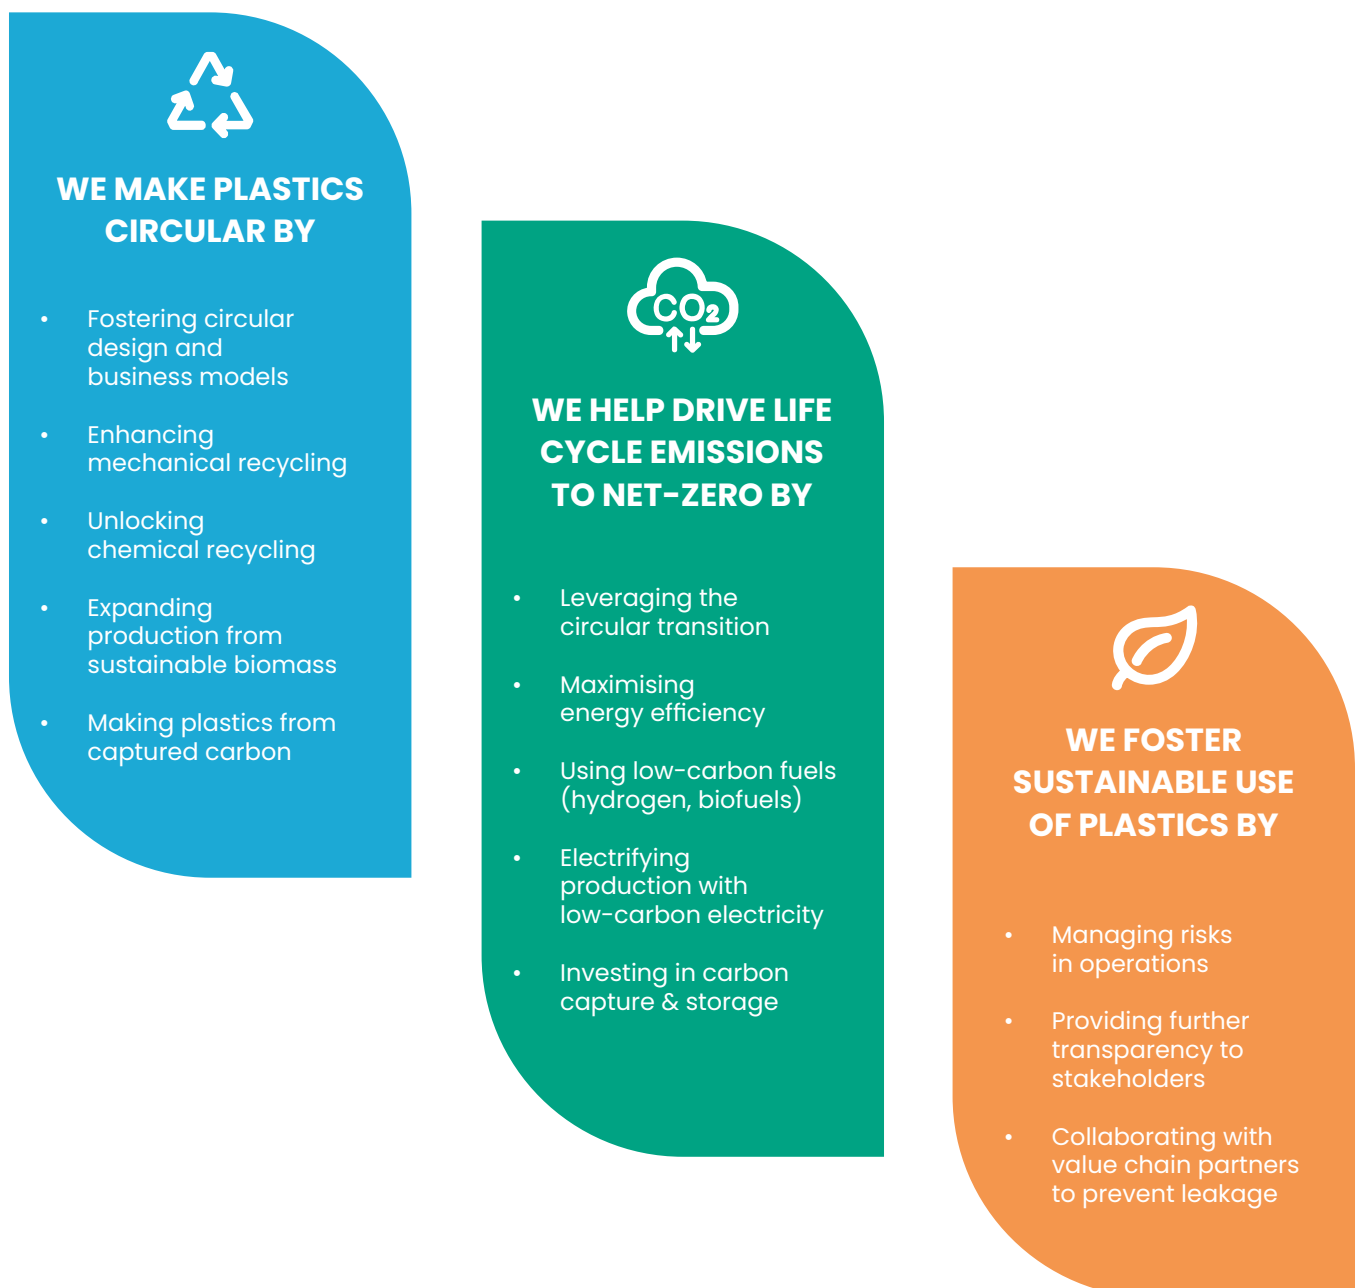 WE MAKE PLASTICS
CIRCULAR BY
• Fostering circular
design and
business models
• Enhancing
mechanical recycling
• Unlocking
chemical recycling
• Expanding
production from
sustainable biomass
• Making plastics from
captured carbon
CO2
WE HELP DRIVE LIFE
CYCLE EMISSIONS
TO NET-ZERO BY
• Leveraging the
circular transition
• Maximising
energy efficiency
• Using low-carbon fuels
(hydrogen, biofuels)
• Electrifying
production with
low-carbon electricity
• Investing in carbon
capture & storage
WE FOSTER
SUSTAINABLE USE
OF PLASTICS BY
• Managing risks
in operations
• Providing further
transparency to
stakeholders
• Collaborating with
value chain partners
to prevent leakage